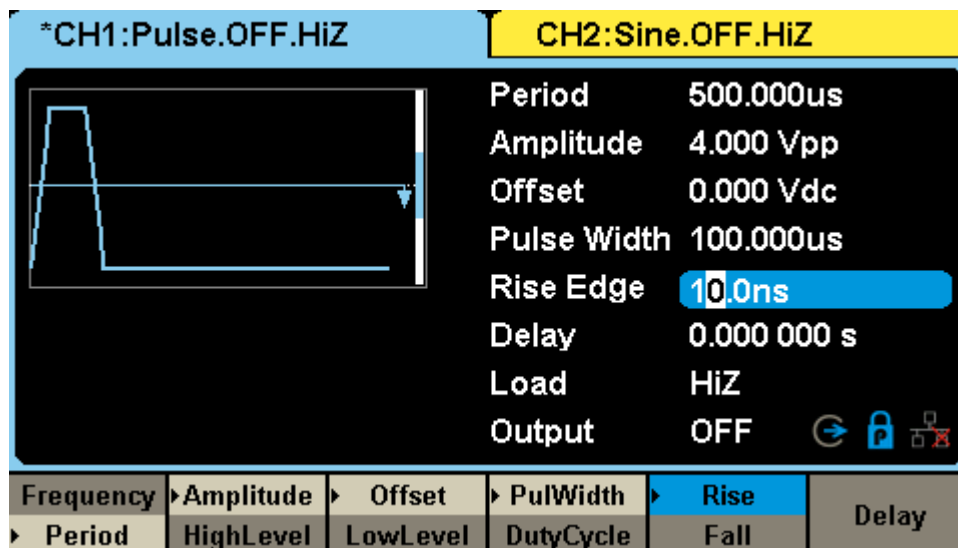 *CH1:Pulse.OFF.HiZ CH2:Sine.OFF.HiZ
Period 500.000us
Amplitude 4.000 Vpp
Offset 0.000 Vdc
Pulse Width 100.000us
Rise Edge 10.0ns
Delay 0.000 000 s
Load HiZ
Output OFF P
Frequency Amplitude Offset PulWidth Rise Delay
Period HighLevel LowLevel DutyCycle Fall